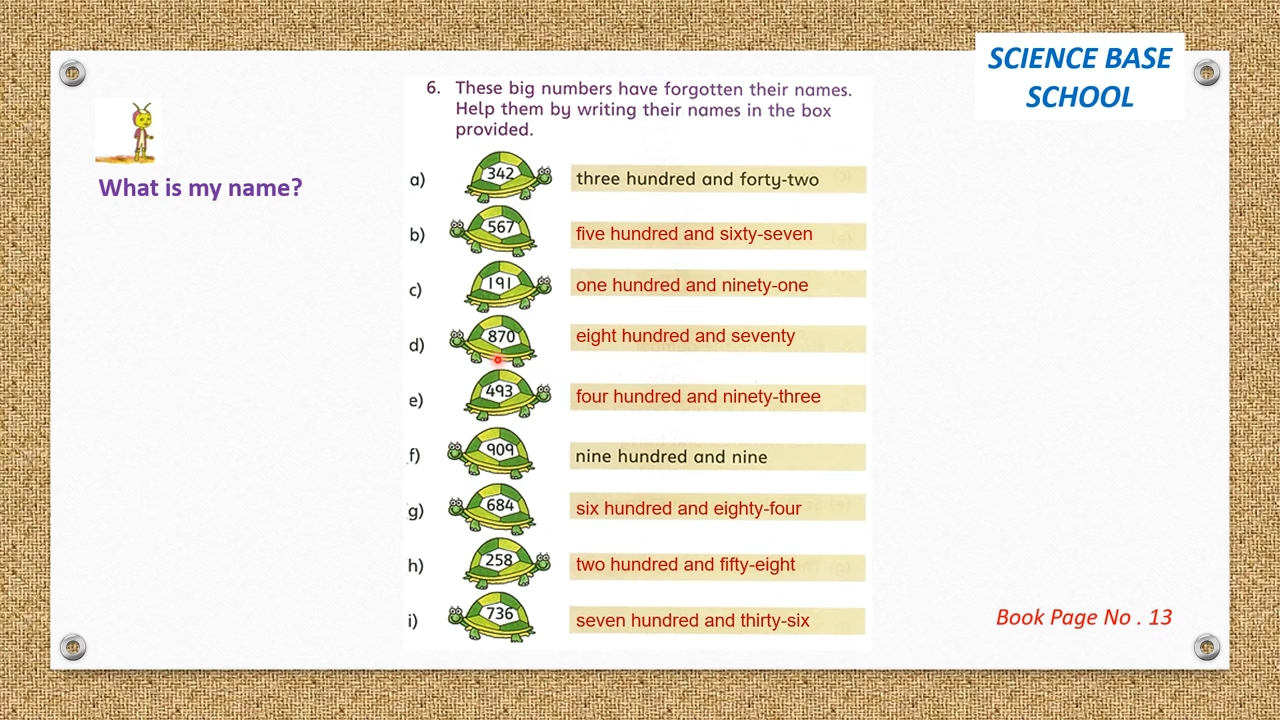 SCIENCE BASE
SCHOOL
What is my name?
6. These big numbers have forgotten their names.
Help them by writing their names in the box
provided.
a) 342 three hundred and forty-two
b) 567 five hundred and sixty-seven
c) 191 one hundred and ninety-one
d) 870 eight hundred and seventy
e) 493 four hundred and ninety-three
f) 909 nine hundred and nine
g) 684 six hundred and eighty-four
h) 258 two hundred and fifty-eight
i) 736 seven hundred and thirty-six
Book Page No . 13